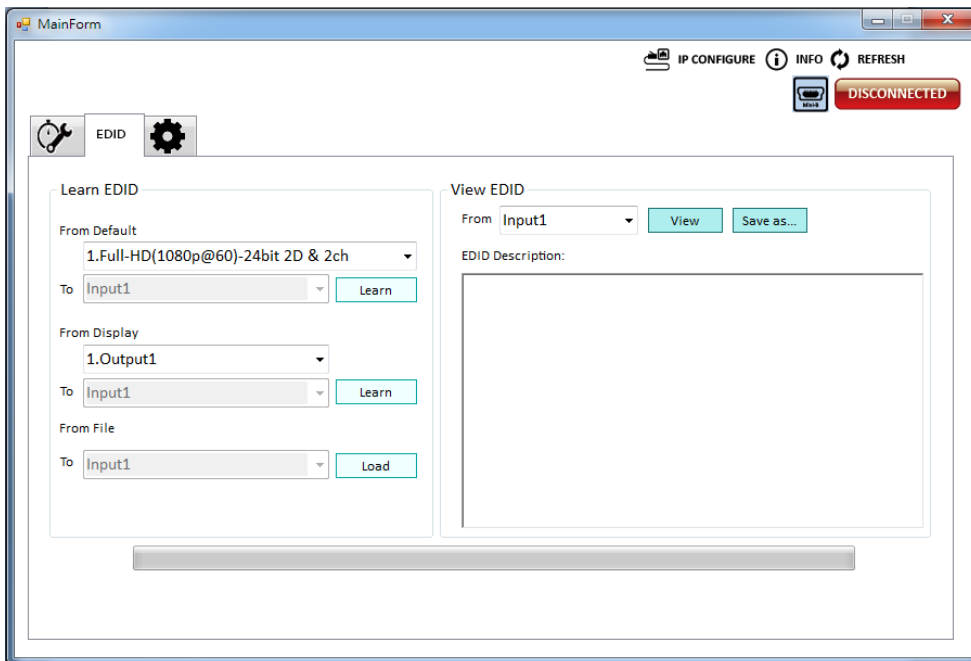 MainForm
IP CONFIGURE INFO REFRESH
Mini-B DISCONNECTED
EDID
Learn EDID
From Default
1.Full-HD(1080p@60)-24bit 2D & 2ch
To Input1 Learn
From Display
1.Output1
To Input1 Learn
From File
To Input1 Load
View EDID
From Input1 View Save as...
EDID Description: